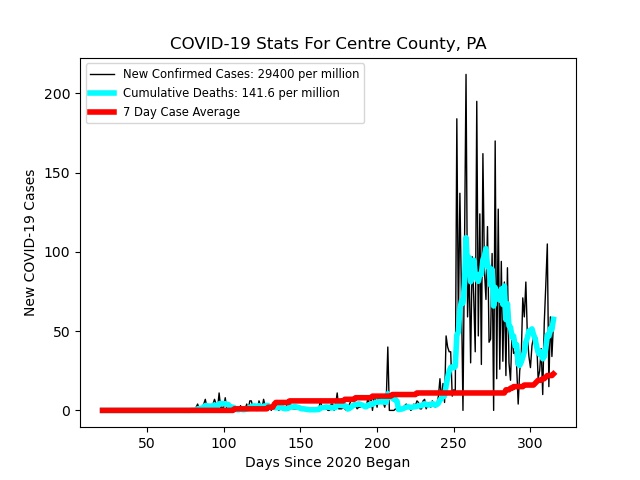 COVID-19 Stats For Centre County, PA
New Confirmed Cases: 29400 per million
Cumulative Deaths: 141.6 per million
7 Day Case Average
New COVID-19 Cases
200
150
100
50
0
50 100 150 200 250 300
Days Since 2020 Began